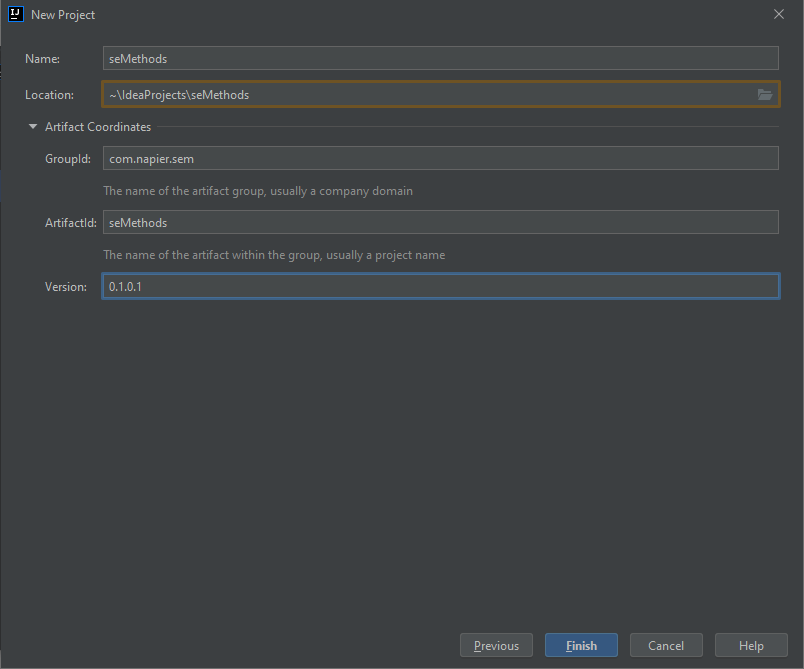 IJ New Project
Name: seMethods
Location: ~\IdeaProjects\seMethods
Artifact Coordinates
GroupId: com.napier.sem
The name of the artifact group, usually a company domain
ArtifactId: seMethods
The name of the artifact within the group, usually a project name
Version: 0.1.0.1
Previous Finish Cancel Help